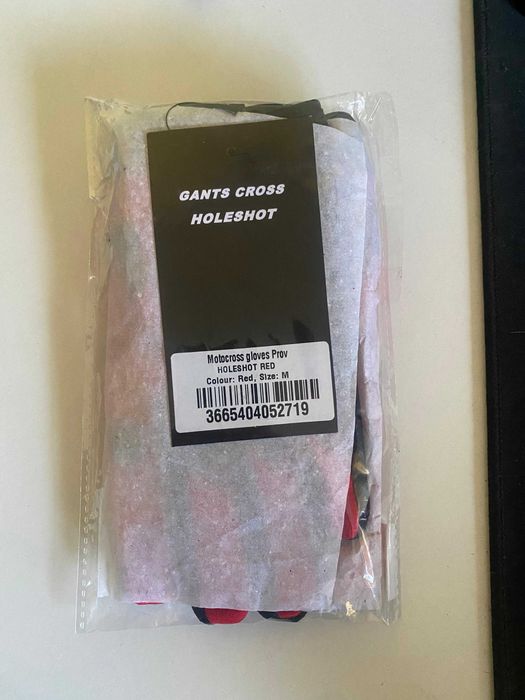 GANTS CROSS
HOLESHOT
Motocross gloves Prov
HOLESHOT RED
Colour: Red, Size: M
3665404052719